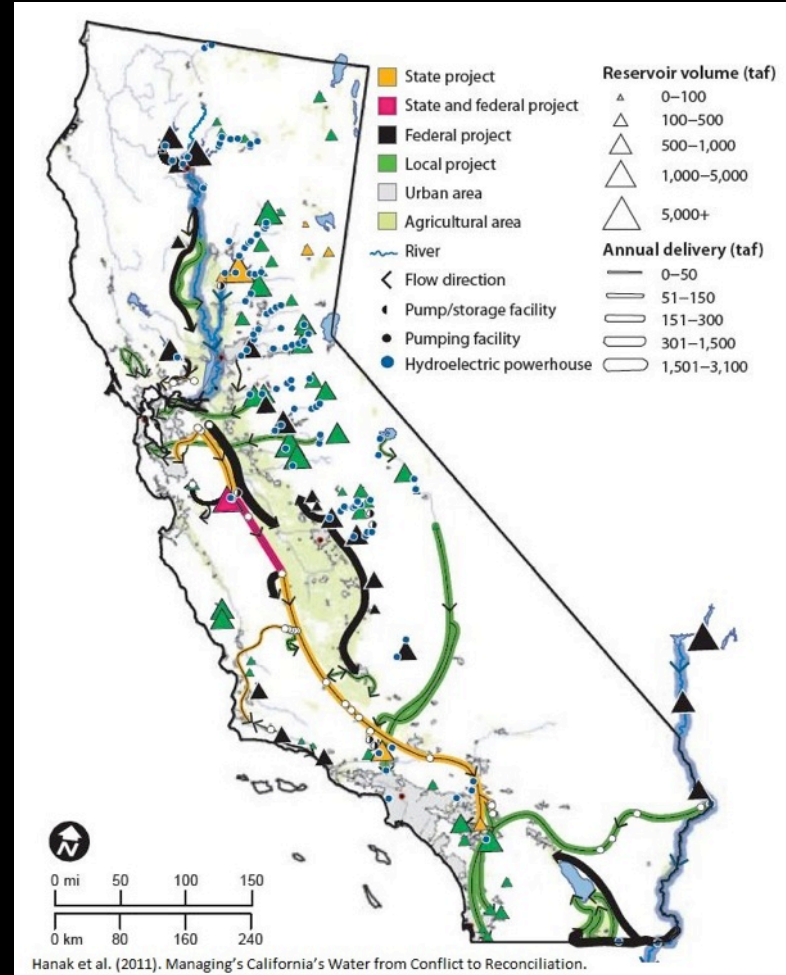 State project
State and federal project
Federal project
Local project
Urban area
Agricultural area
River
Flow direction
Pump/storage facility
Pumping facility
Hydroelectric powerhouse
Reservoir volume (taf)
0–100
100–500
500–1,000
1,000–5,000
5,000+
Annual delivery (taf)
0–50
51–150
151–300
301–1,500
1,501–3,100
N
0 mi 50 100 150
0 km 80 160 240
Hanak et al. (2011). Managing's California's Water from Conflict to Reconciliation.